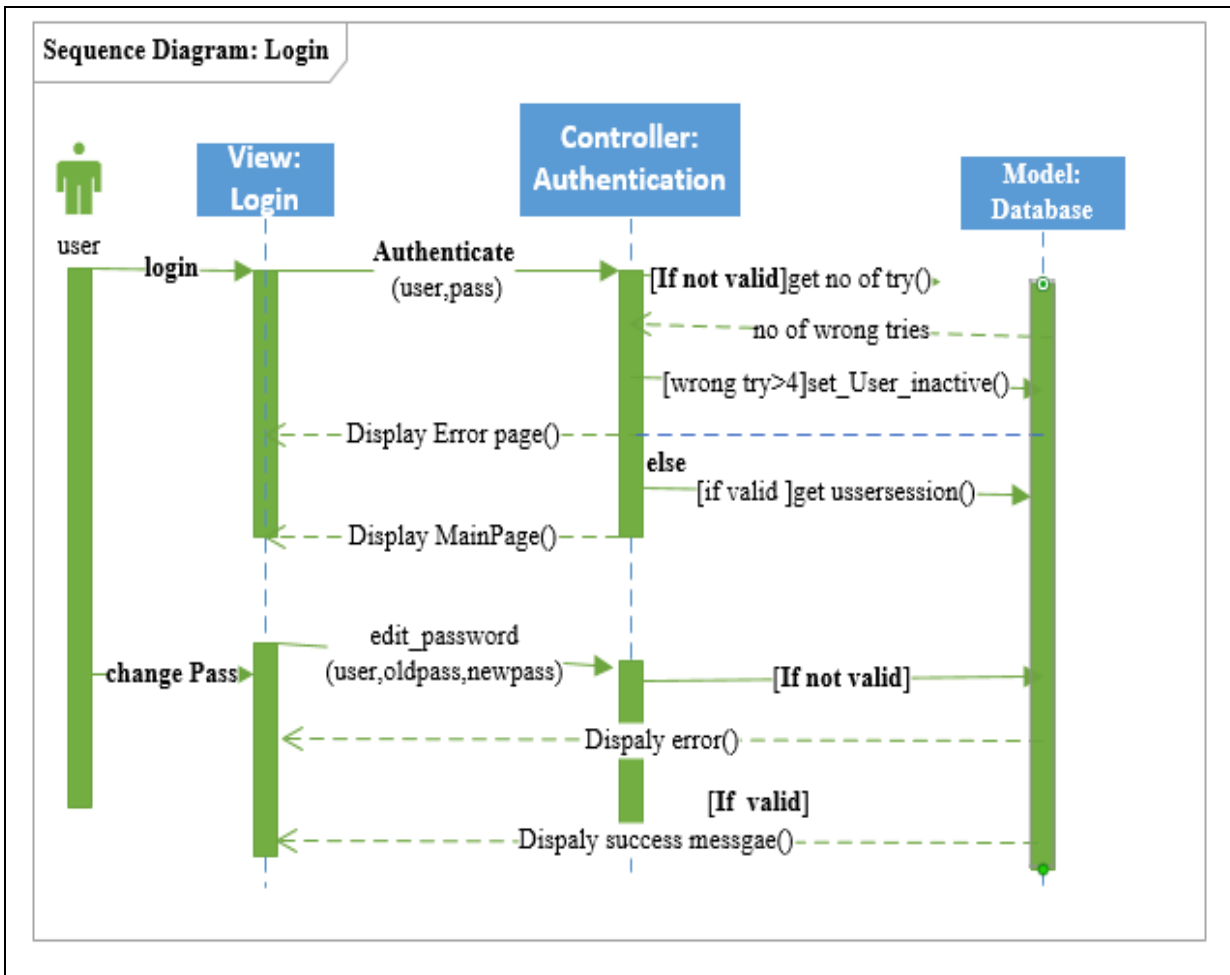 Sequence Diagram: Login
View:
Login
Controller:
Authentication
Model:
Database
user
login
Authenticate
(user,pass)
[If not valid]get no of try()
no of wrong tries
[wrong try>4]set_User_inactive()
Display Error page()
else
[if valid ]get ussersession()
Display MainPage()
edit_password
(user,oldpass,newpass)
change Pass
[If not valid]
Dispaly error()
[If valid]
Dispaly success messgae()